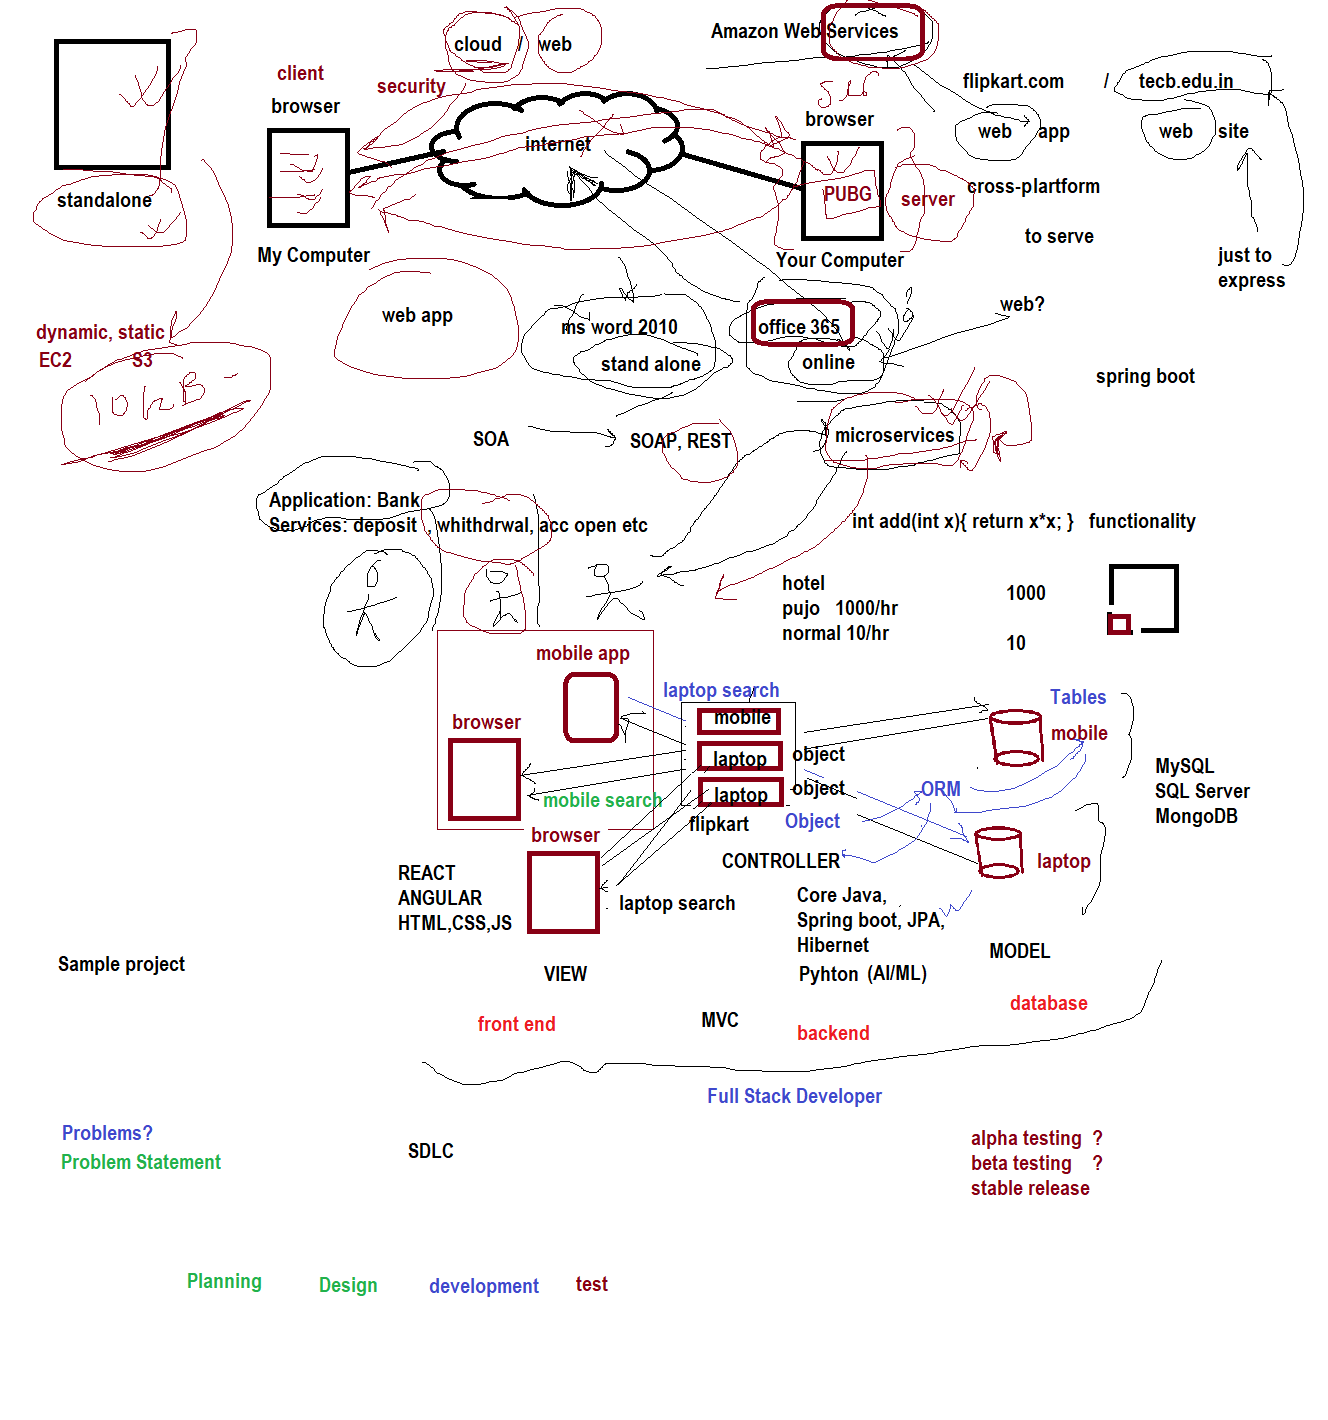 cloud / web
Amazon Web Services
client
security
flipkart.com / tecb.edu.in
browser
browser
internet
web app
web site
standalone
PUBG
server
cross-plartform
to serve
My Computer
Your Computer
just to
express
web app
ms word 2010
stand alone
office 365
online
web?
dynamic, static
EC2 S3
10 kB -
spring boot
SOA
SOAP, REST
microservices
Application: Bank
Services: deposit , whithdrwal, acc open etc
int add(int x){ return x*x; } functionality
hotel
pujo 1000/hr
normal 10/hr
1000
10
mobile app
laptop search
mobile
browser
laptop
object
mobile search
laptop
object
flipkart
Object
ORM
Tables
mobile
MySQL
SQL Server
MongoDB
browser
CONTROLLER
laptop
REACT
ANGULAR
HTML,CSS,JS
laptop search
Core Java,
Spring boot, JPA,
Hibernet
Pyhton (AI/ML)
MODEL
Sample project
VIEW
database
front end
MVC
backend
Full Stack Developer
Problems?
Problem Statement
SDLC
alpha testing ?
beta testing ?
stable release
Planning
Design
development
test